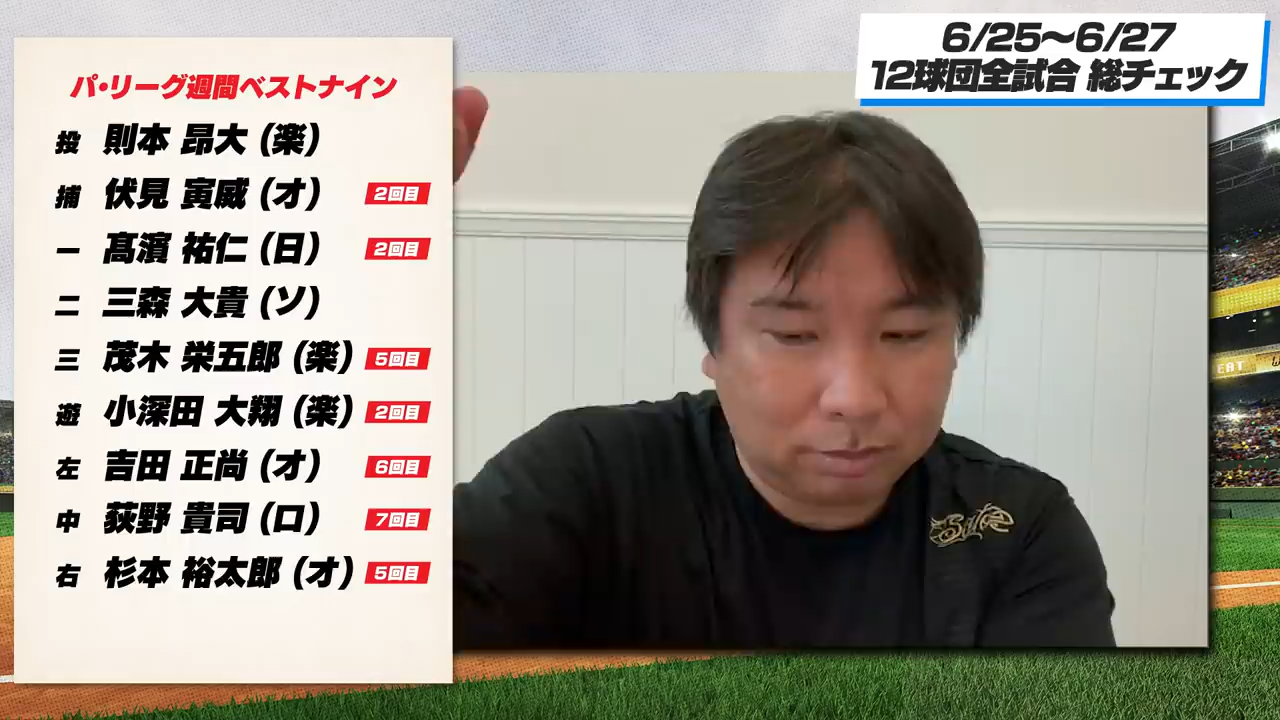 6/25〜6/27
12球団全試合 総チェック
パ・リーグ週間ベストナイン
投 則本 昂大 (楽)
捕 伏見 寅威 (オ) 2回目
一 髙濱 祐仁 (日) 2回目
二 三森 大貴 (ソ)
三 茂木 栄五郎 (楽) 5回目
遊 小深田 大翔 (楽) 2回目
左 吉田 正尚 (オ) 6回目
中 荻野 貴司 (ロ) 7回目
右 杉本 裕太郎 (オ) 5回目